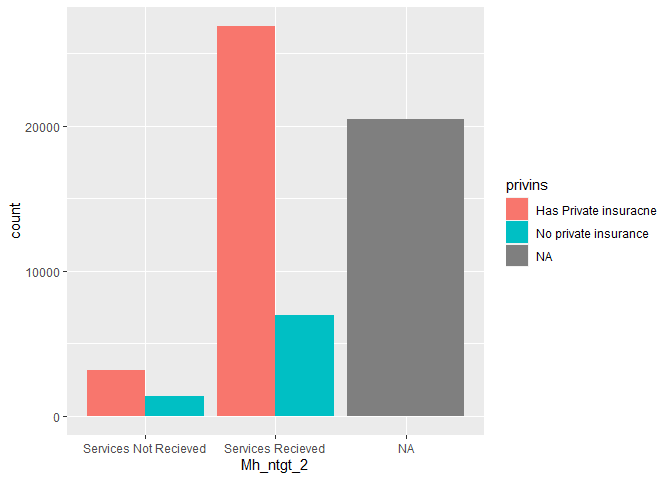 count
20000
10000
0
Services Not Recieved
Services Recieved
NA
Mh_ntgt_2
privins
Has Private insuracne
No private insurance
NA